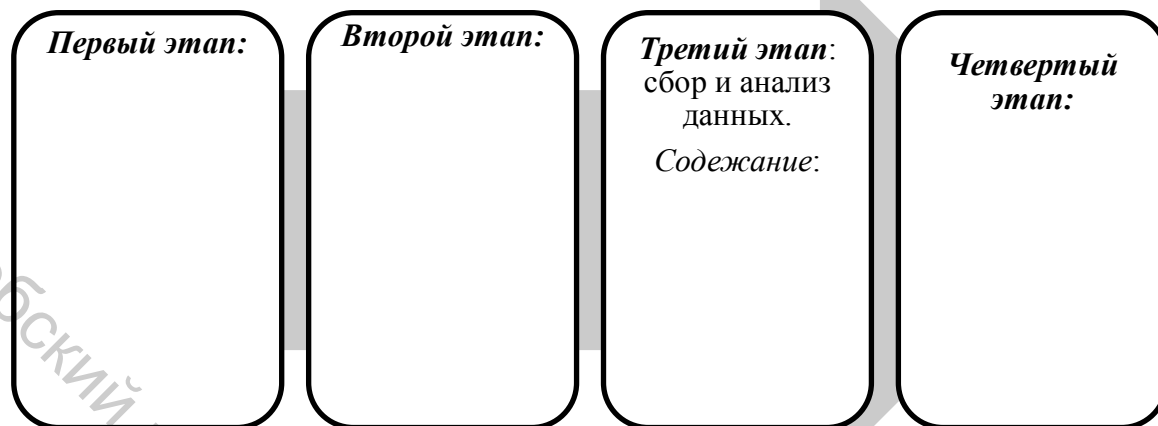 Первый этап:
Второй этап:
Третий этап:
сбор и анализ
данных.
Содежание:
Четвертый
этап: